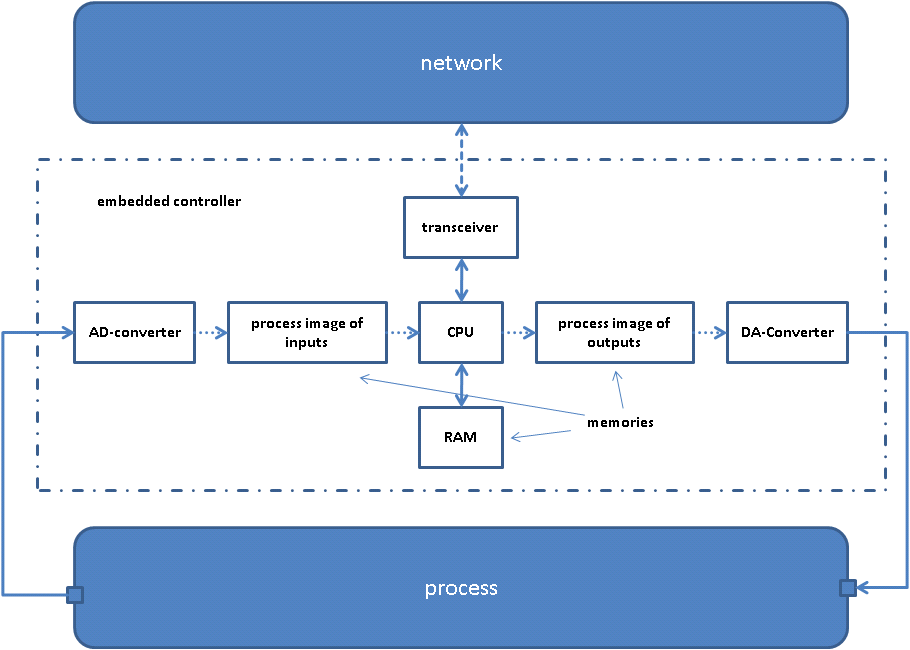 network
embedded controller
transceiver
AD-converter
process image of
inputs
CPU
process image of
outputs
DA-Converter
memories
RAM
process